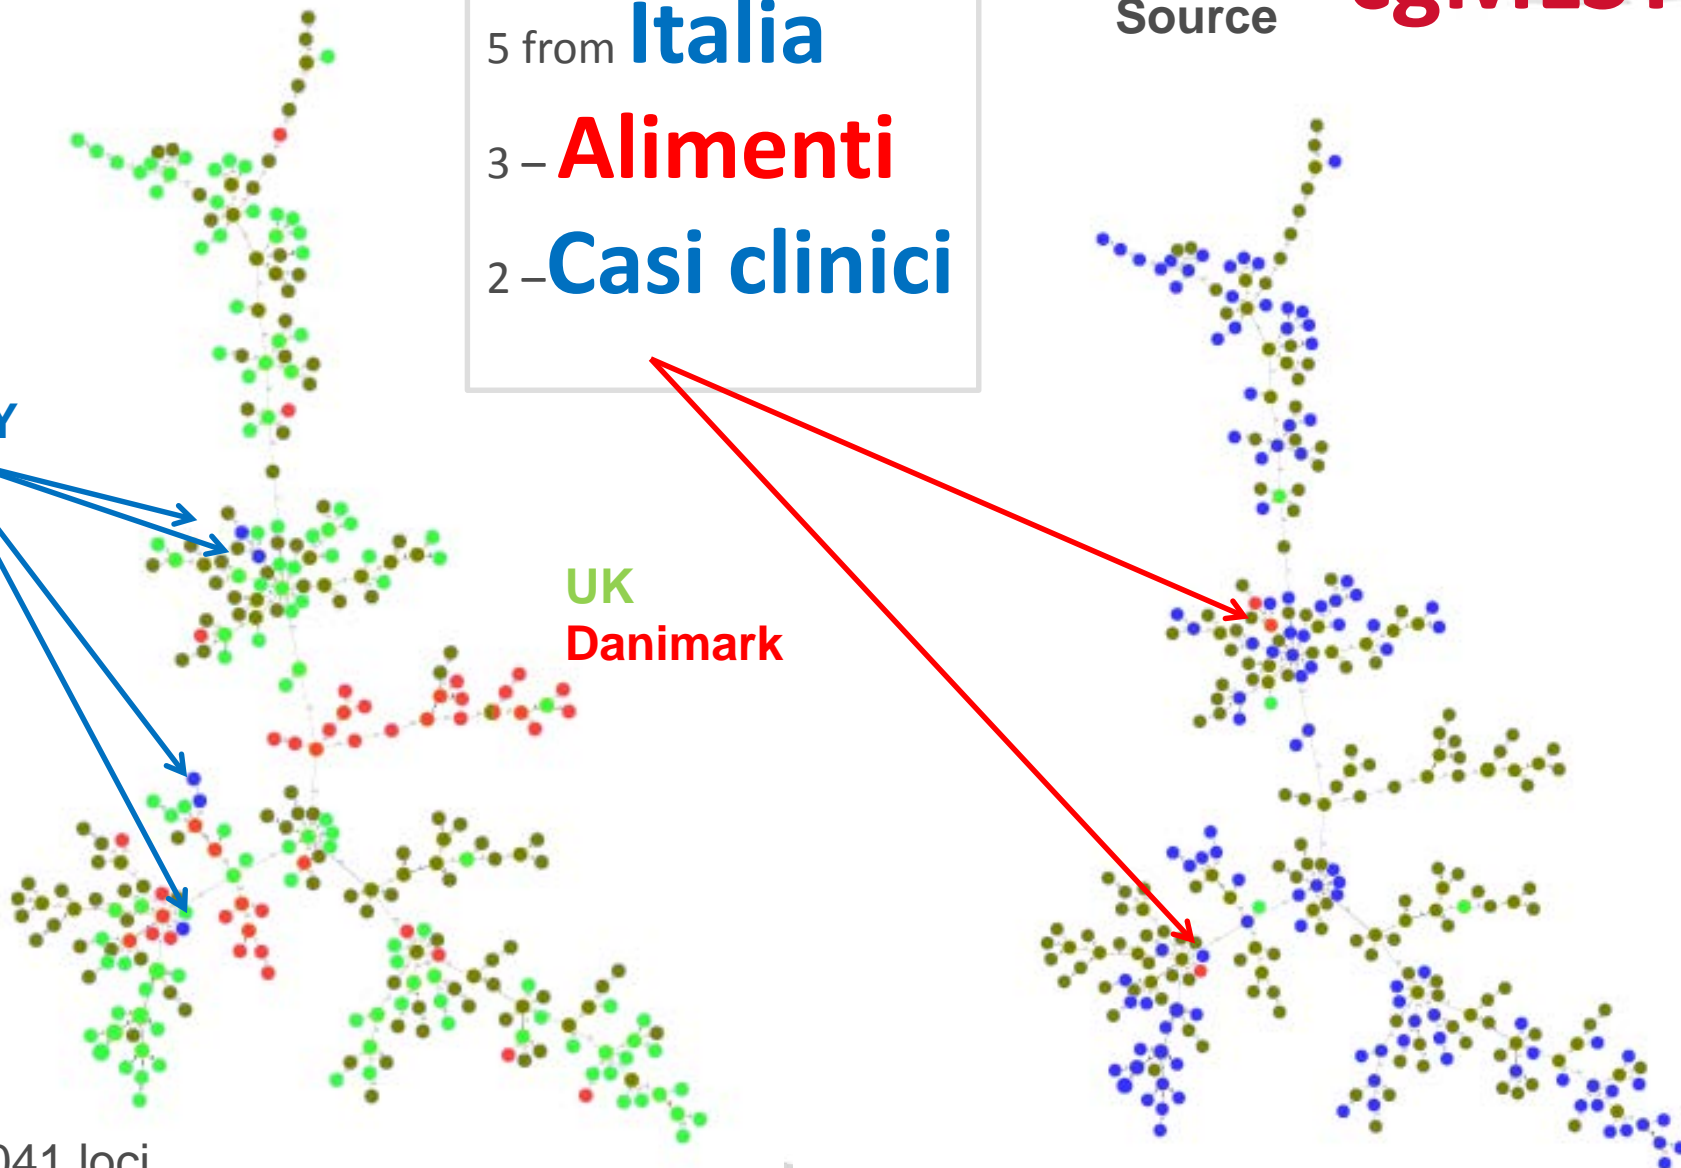 5 from Italia
3 – Alimenti
2 –Casi clinici
Source
Y
UK
Danimark
041 loci